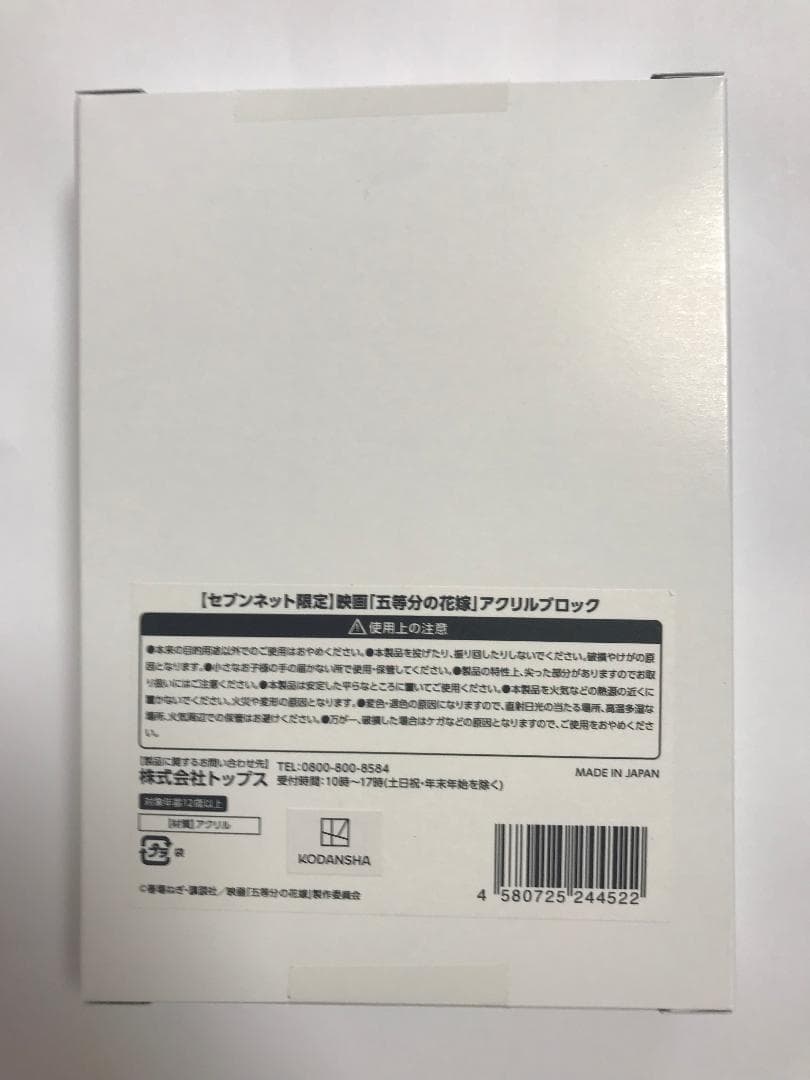 【セブンネット限定】映画「五等分の花嫁」アクリルブロック
使用上の注意
●本来の目的用途以外でのご使用はおやめください。●本製品を投げたり、振り回したりしないでください。破損やけがの原
因となります。●小さなお子様の手の届かない所で使用・保管してください。●製品の特性上、尖った部分がありますのでお取
り扱いにはご注意ください。●本製品は安定した平らなところに置いてご使用ください。●本製品を火気などの熱源の近くに
置かないでください。火災や変形の原因となります。●変色・退色の原因になりますので、直射日光の当たる場所、高温多湿な
場所、火気周辺での保管はお避けください。●万が一、破損した場合はケガなどの原因となりますので、ご使用をおやめくださ
い。
【製品に関するお問い合わせ先】
株式会社トップス
TEL:0800-800-8584
受付時間:10時〜17時(土日祝・年末年始を除く)
MADE IN JAPAN
対象年齢12歳以上
【材質】アクリル
プラ 袋
KODANSHA
©春場ねぎ・講談社／映画「五等分の花嫁」製作委員会
4 580725 244522